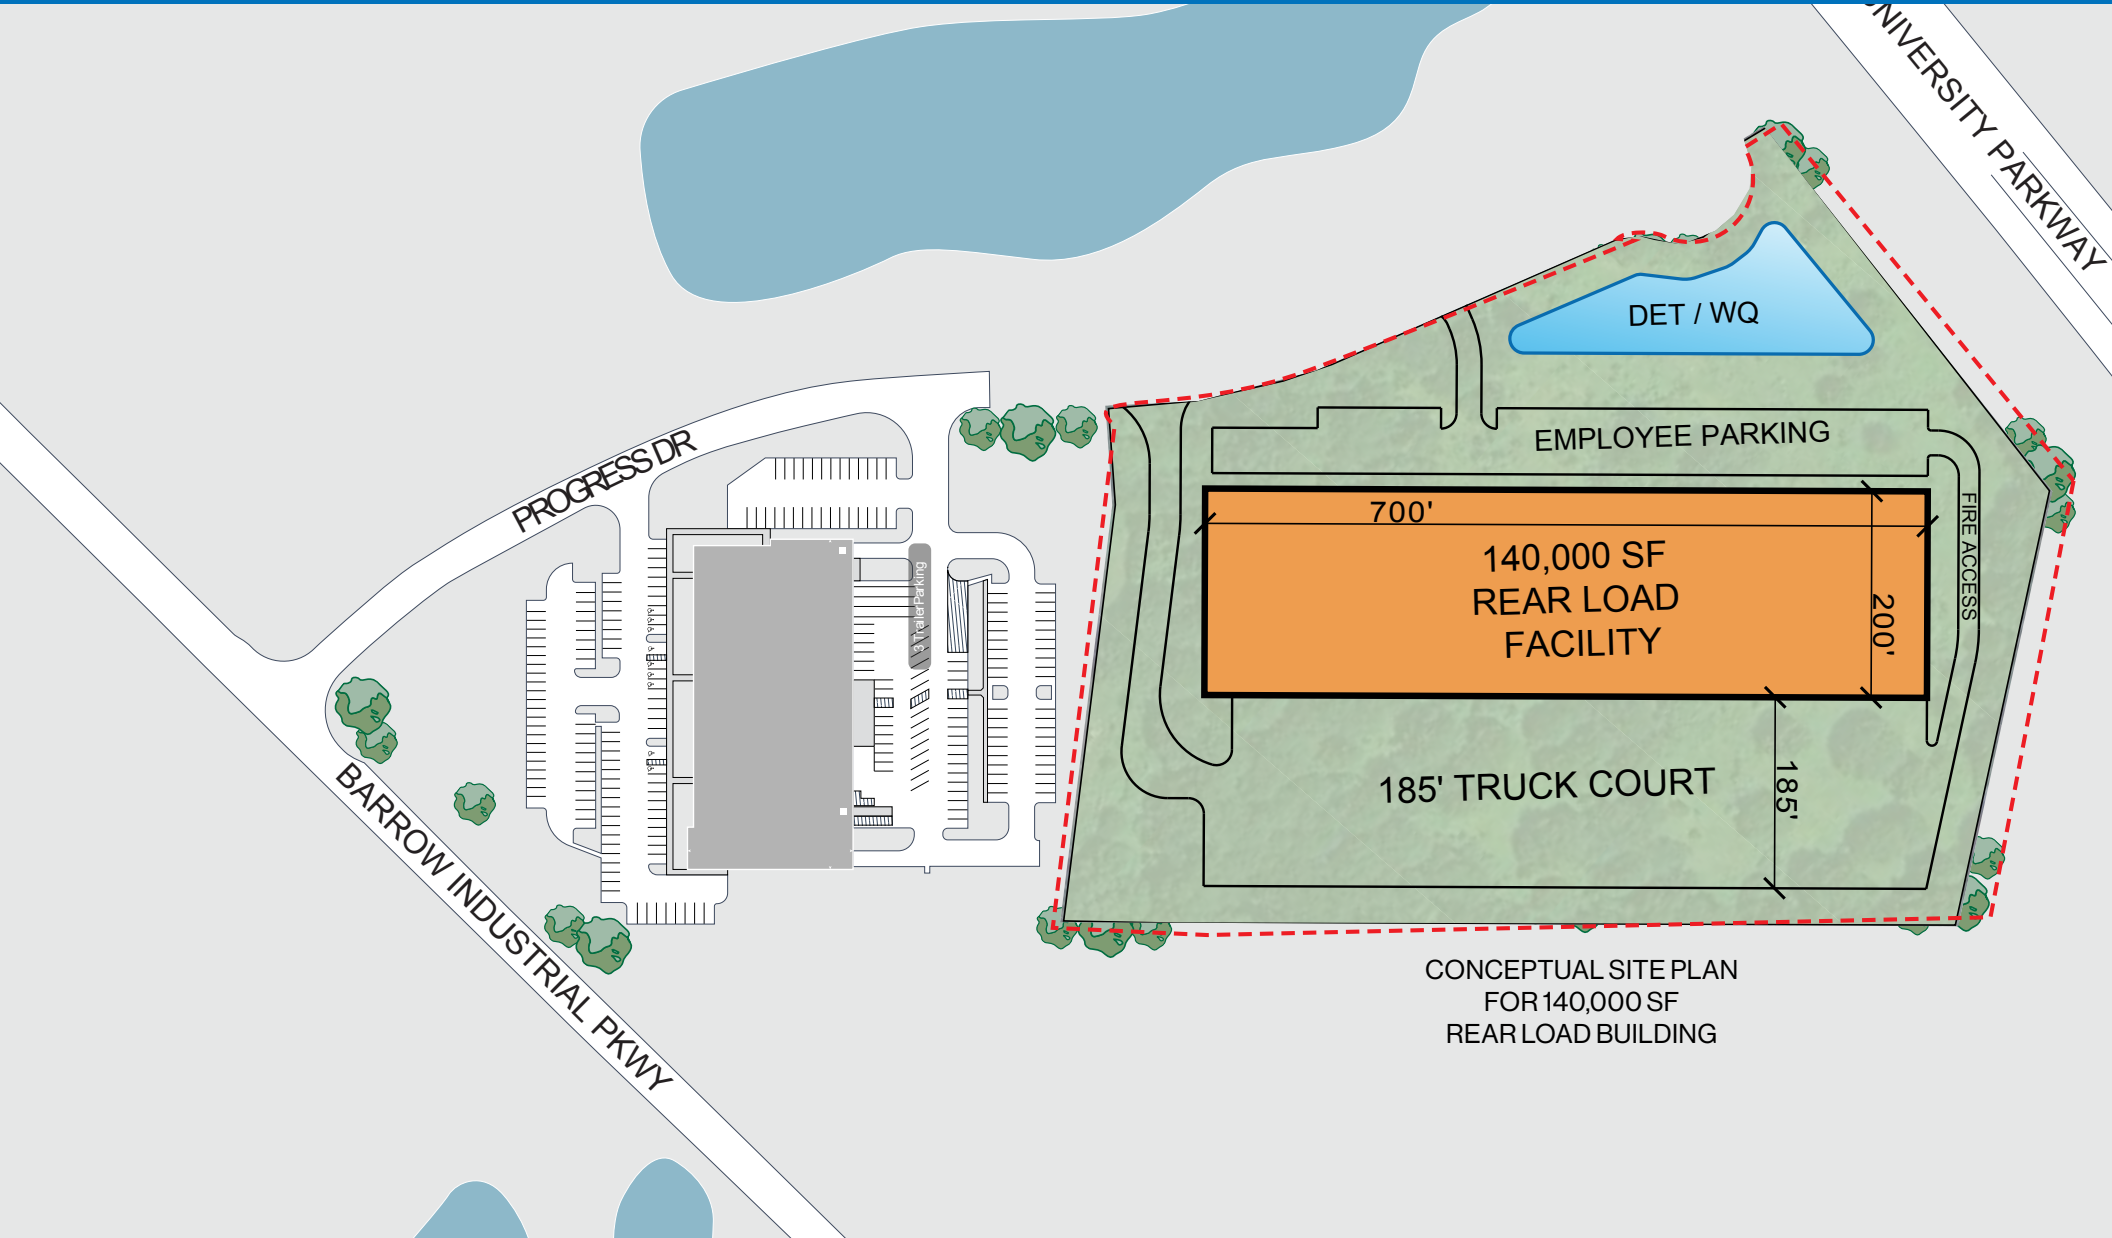 UNIVERSITY PARKWAY
DET / WQ
EMPLOYEE PARKING
PROGRESS DR
700'
FIRE ACCESS
140,000 SF
REAR LOAD
FACILITY
200'
3 Trailer Parking
185' TRUCK COURT
185'
BARROW INDUSTRIAL PKWY
CONCEPTUAL SITE PLAN
FOR 140,000 SF
REAR LOAD BUILDING